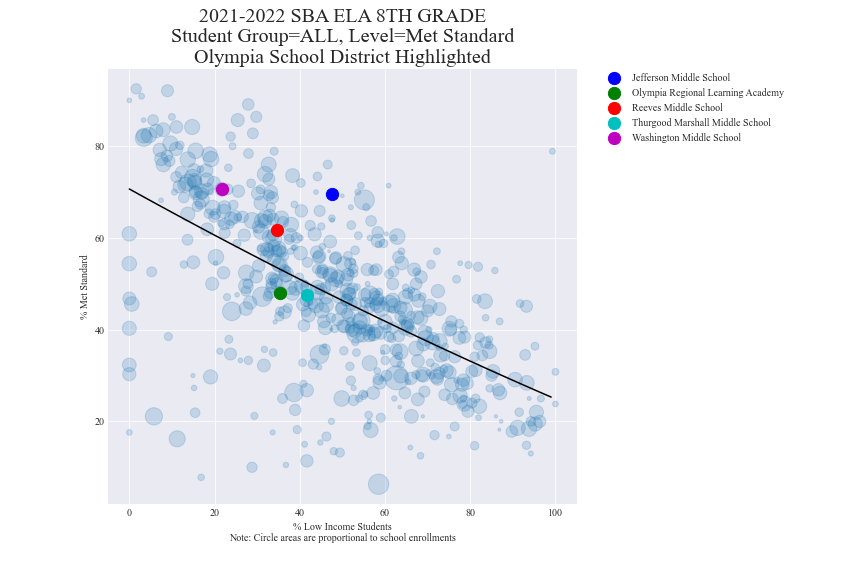 2021-2022 SBA ELA 8TH GRADE
Student Group=ALL, Level=Met Standard
Olympia School District Highlighted
Jefferson Middle School
Olympia Regional Learning Academy
Reeves Middle School
Thurgood Marshall Middle School
Washington Middle School
80
60
40
20
% Met Standard
0 20 40 60 80 100
% Low Income Students
Note: Circle areas are proportional to school enrollments